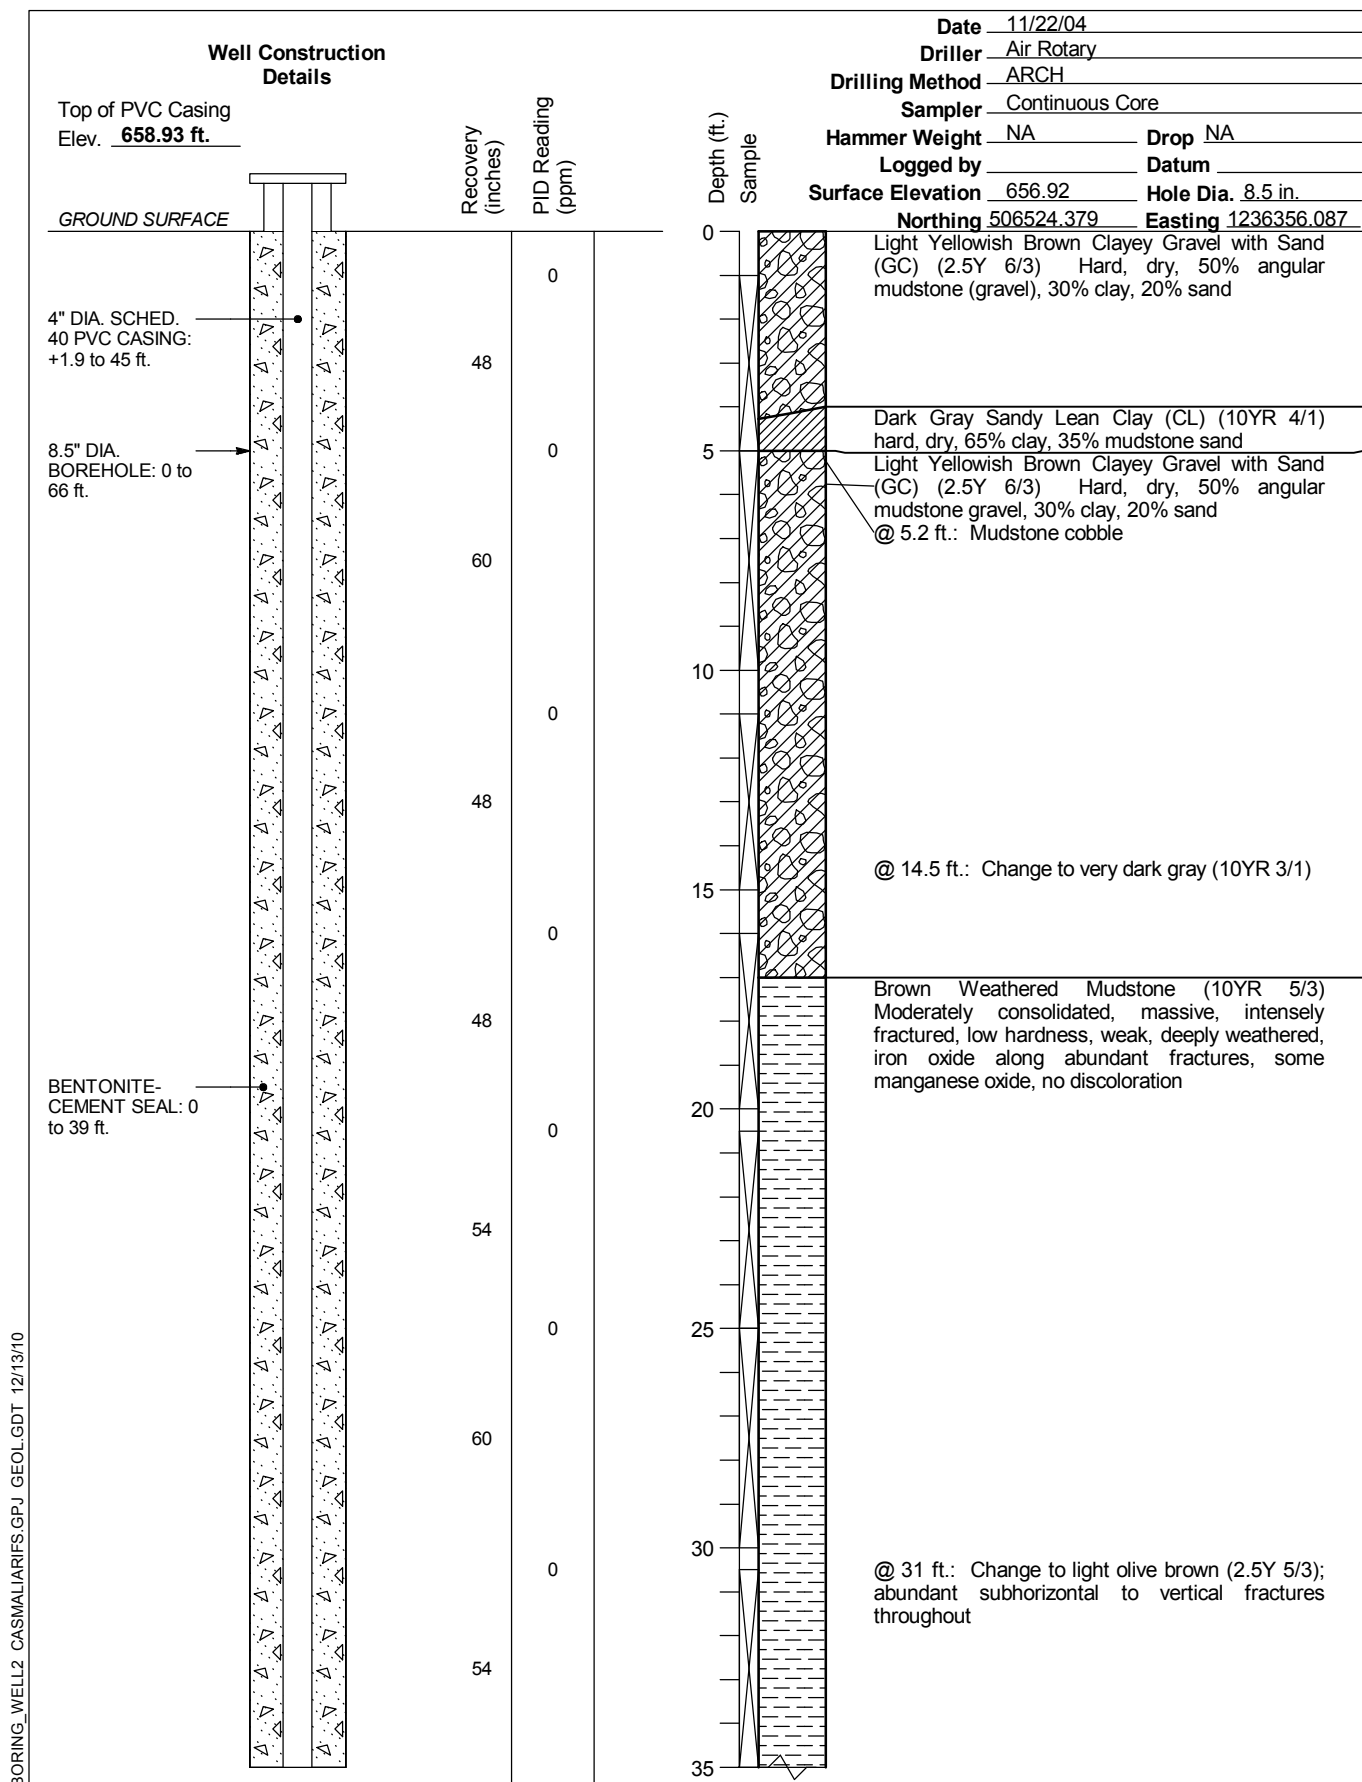 Well Construction
Details
Top of PVC Casing
Elev. 658.93 ft.
Recovery
(inches)
PID Reading
(ppm)
Depth (ft.)
Sample
Date 11/22/04
Driller Air Rotary
Drilling Method ARCH
Sampler Continuous Core
Hammer Weight NA Drop NA
Logged by Datum
Surface Elevation 656.92 Hole Dia. 8.5 in.
Northing 506524.379 Easting 1236356.087
GROUND SURFACE
0
Light Yellowish Brown Clayey Gravel with Sand
(GC) (2.5Y 6/3) Hard, dry, 50% angular
mudstone (gravel), 30% clay, 20% sand
0
4" DIA. SCHED.
40 PVC CASING:
+1.9 to 45 ft.
48
Dark Gray Sandy Lean Clay (CL) (10YR 4/1)
hard, dry, 65% clay, 35% mudstone sand
8.5" DIA.
BOREHOLE: 0 to
66 ft.
0
5
Light Yellowish Brown Clayey Gravel with Sand
(GC) (2.5Y 6/3) Hard, dry, 50% angular
mudstone gravel, 30% clay, 20% sand
@ 5.2 ft.: Mudstone cobble
60
10
0
48
@ 14.5 ft.: Change to very dark gray (10YR 3/1)
15
0
Brown Weathered Mudstone (10YR 5/3)
Moderately consolidated, massive, intensely
fractured, low hardness, weak, deeply weathered,
iron oxide along abundant fractures, some
manganese oxide, no discoloration
48
BENTONITE-
CEMENT SEAL: 0
to 39 ft.
20
0
54
0
25
60
30
0
@ 31 ft.: Change to light olive brown (2.5Y 5/3);
abundant subhorizontal to vertical fractures
throughout
54
35
BORING_WELL2 CASMALIARIFS.GPJ GEOL.GDT 12/13/10